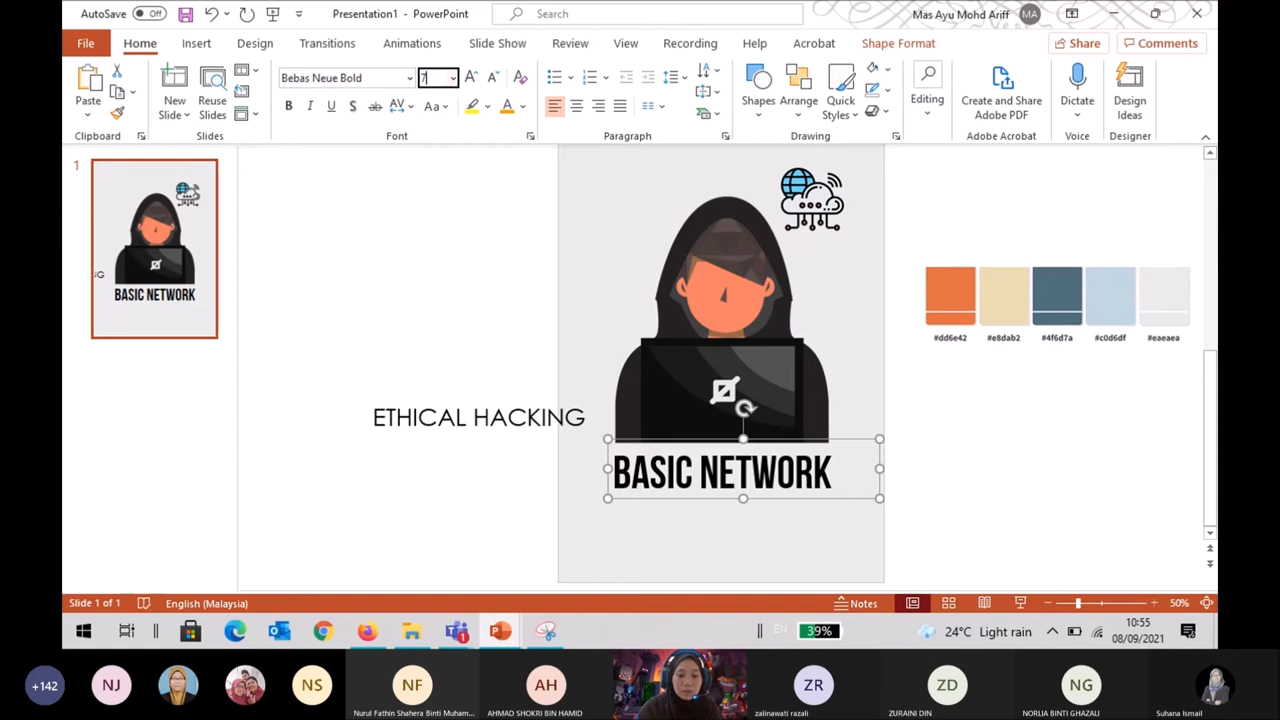 AutoSave Off Presentation1 - PowerPoint Search Mas Ayu Mohd Ariff MA
File Home Insert Design Transitions Animations Slide Show Review View Recording Help Acrobat Shape Format Share Comments
Bebas Neue Bold 7
Paste New Slide Reuse Slides Shapes Arrange Quick Styles Editing Create and Share Adobe PDF Dictate Design Ideas
Clipboard Slides Font Paragraph Drawing Adobe Acrobat Voice Designer
1
NG
BASIC NETWORK
#dd6e42 #e8dab2 #4f6d7a #c0d6df #eaeaea
ETHICAL HACKING
BASIC NETWORK
Slide 1 of 1 English (Malaysia) Notes 50%
EN 39% 24°C Light rain 10:55
08/09/2021
+142 NJ NS NF AH ZR ZD NG
Nurul Fathin Shahera Binti Muham... AHMAD SHOKRI BIN HAMID zalinawati razali ZURAINI DIN NORLIA BINTI GHAZALI Suhana Ismail